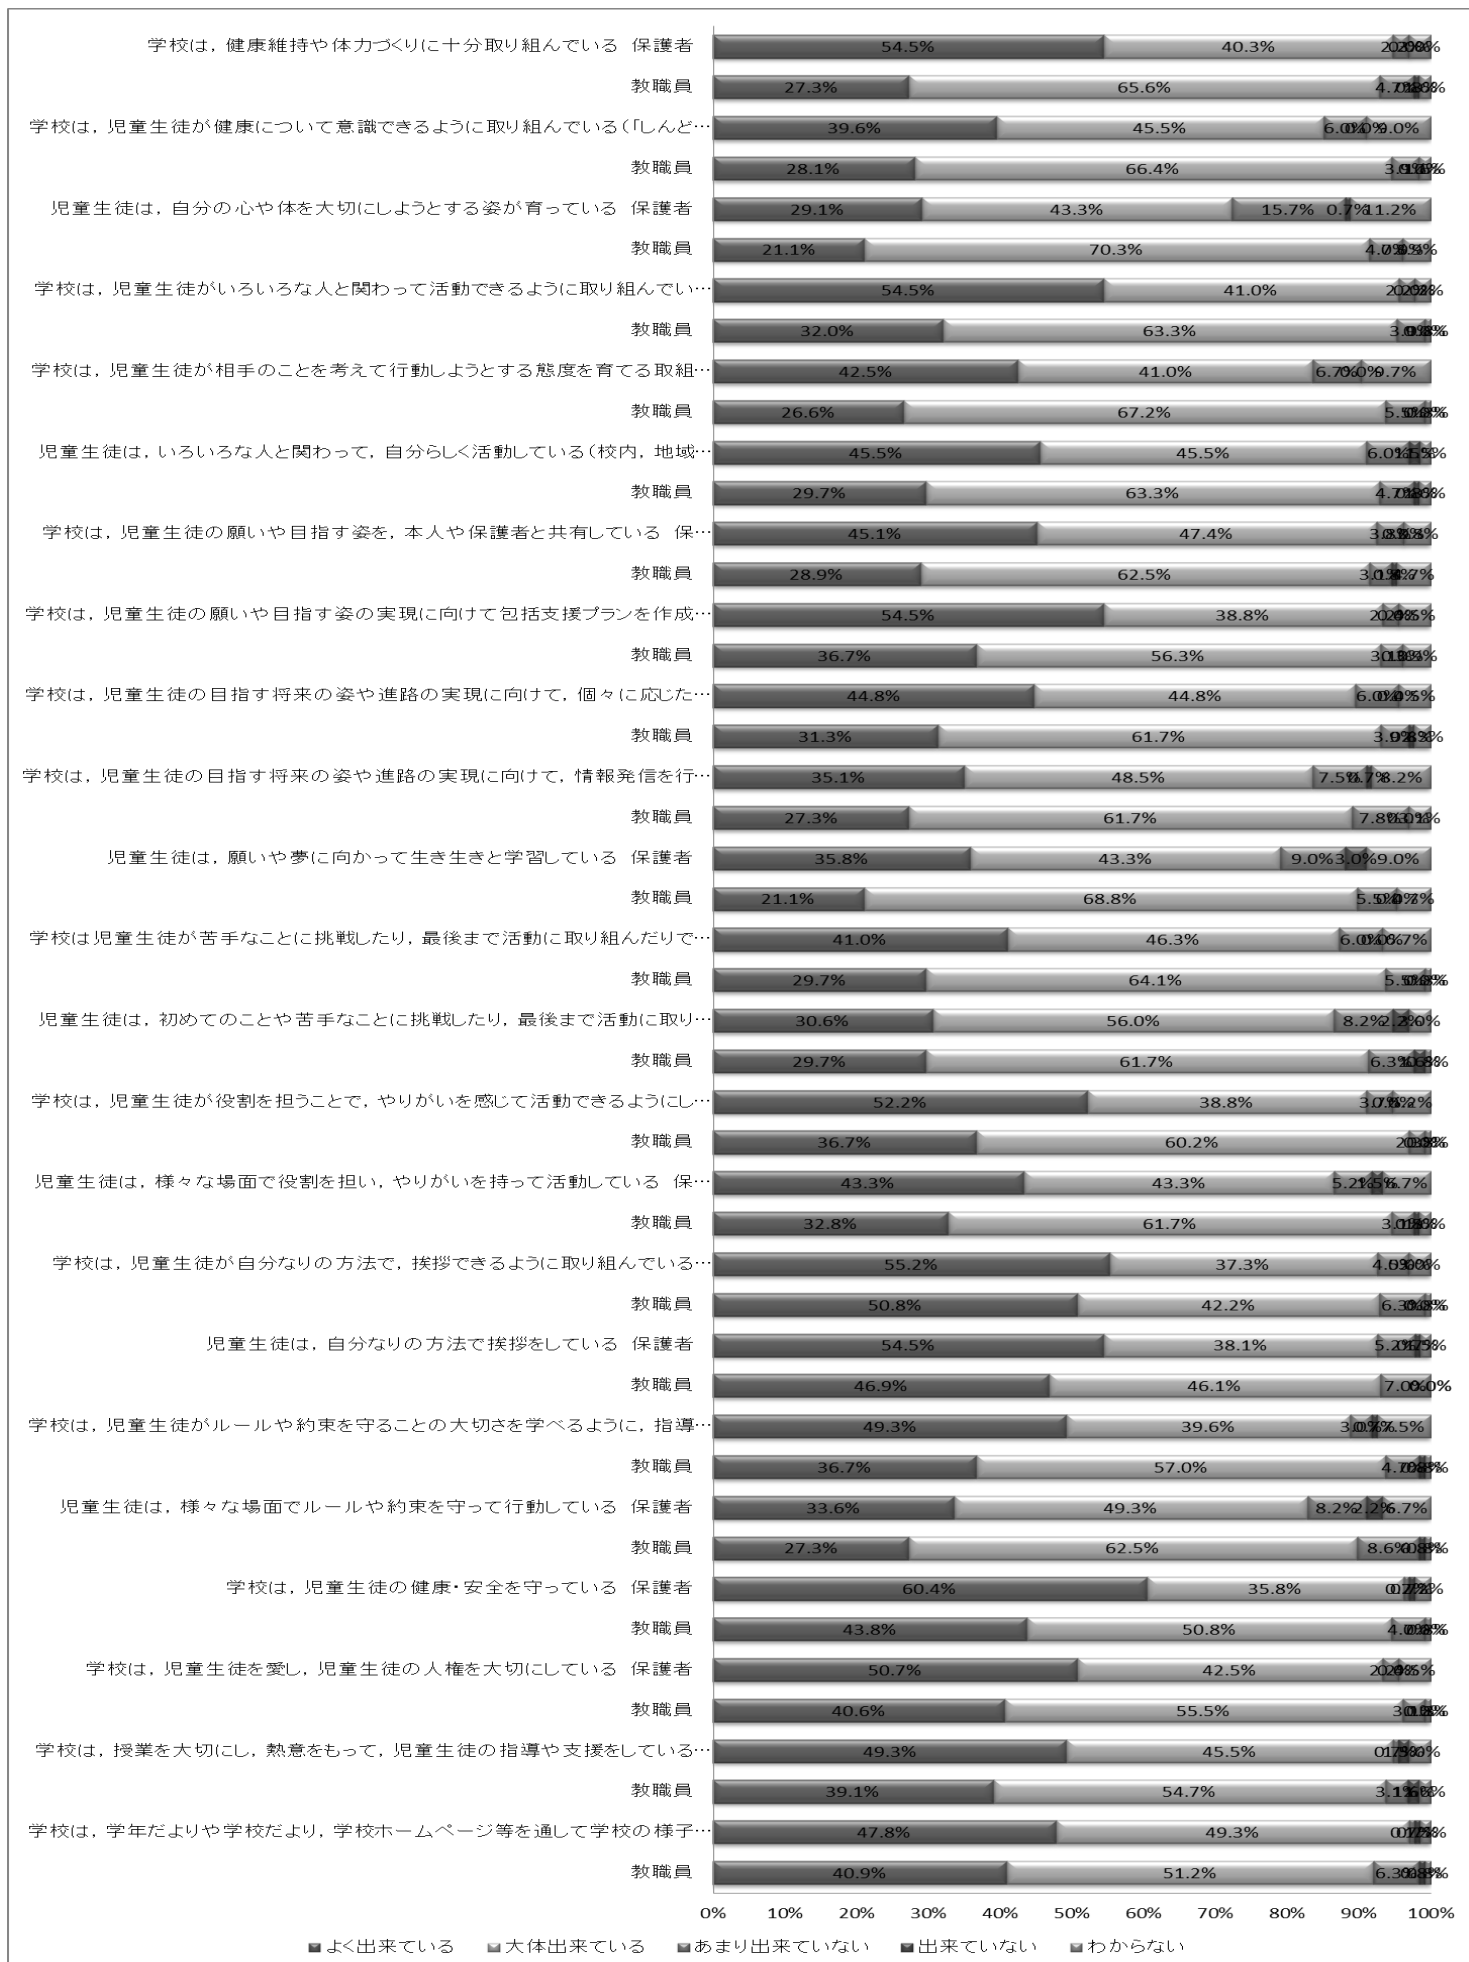 学校は，健康維持や体力づくりに十分取り組んでいる　保護者 54.5% 40.3%
教職員 27.3% 65.6% 4.7%
学校は，児童生徒が健康について意識できるように取り組んでいる（「しんど… 39.6% 45.5% 6.0% 0.0% 9.0%
教職員 28.1% 66.4%
児童生徒は，自分の心や体を大切にしようとする姿が育っている　保護者 29.1% 43.3% 15.7% 0.7% 11.2%
教職員 21.1% 70.3% 4.7%
学校は，児童生徒がいろいろな人と関わって活動できるように取り組んでい… 54.5% 41.0%
教職員 32.0% 63.3%
学校は，児童生徒が相手のことを考えて行動しようとする態度を育てる取組… 42.5% 41.0% 6.7% 0.0% 9.7%
教職員 26.6% 67.2% 5.5%
児童生徒は，いろいろな人と関わって，自分らしく活動している（校内，地域… 45.5% 45.5% 6.0%
教職員 29.7% 63.3% 4.7%
学校は，児童生徒の願いや目指す姿を，本人や保護者と共有している　保… 45.1% 47.4%
教職員 28.9% 62.5%
学校は，児童生徒の願いや目指す姿の実現に向けて包括支援プランを作成… 54.5% 38.8%
教職員 36.7% 56.3%
学校は，児童生徒の目指す将来の姿や進路の実現に向けて，個々に応じた… 44.8% 44.8% 6.0%
教職員 31.3% 61.7%
学校は，児童生徒の目指す将来の姿や進路の実現に向けて，情報発信を行… 35.1% 48.5% 7.5% 0.7% 8.2%
教職員 27.3% 61.7% 7.8%
児童生徒は，願いや夢に向かって生き生きと学習している　保護者 35.8% 43.3% 9.0% 3.0% 9.0%
教職員 21.1% 68.8% 5.5%
学校は児童生徒が苦手なことに挑戦したり，最後まで活動に取り組んだりで… 41.0% 46.3% 6.0%
教職員 29.7% 64.1% 5.5%
児童生徒は，初めてのことや苦手なことに挑戦したり，最後まで活動に取り… 30.6% 56.0% 8.2%
教職員 29.7% 61.7% 6.3%
学校は，児童生徒が役割を担うことで，やりがいを感じて活動できるようにし… 52.2% 38.8%
教職員 36.7% 60.2%
児童生徒は，様々な場面で役割を担い，やりがいを持って活動している　保… 43.3% 43.3% 5.2% 1.5% 6.7%
教職員 32.8% 61.7%
学校は，児童生徒が自分なりの方法で，挨拶できるように取り組んでいる… 55.2% 37.3%
教職員 50.8% 42.2% 6.3%
児童生徒は，自分なりの方法で挨拶をしている　保護者 54.5% 38.1% 5.2%
教職員 46.9% 46.1% 7.0%
学校は，児童生徒がルールや約束を守ることの大切さを学べるように，指導… 49.3% 39.6%
教職員 36.7% 57.0%
児童生徒は，様々な場面でルールや約束を守って行動している　保護者 33.6% 49.3% 8.2% 2.2% 6.7%
教職員 27.3% 62.5% 8.6%
学校は，児童生徒の健康・安全を守っている　保護者 60.4% 35.8%
教職員 43.8% 50.8%
学校は，児童生徒を愛し，児童生徒の人権を大切にしている　保護者 50.7% 42.5%
教職員 40.6% 55.5%
学校は，授業を大切にし，熱意をもって，児童生徒の指導や支援をしている… 49.3% 45.5%
教職員 39.1% 54.7% 3.1%
学校は，学年だよりや学校だより，学校ホームページ等を通して学校の様子… 47.8% 49.3%
教職員 40.9% 51.2% 6.3%
0% 10% 20% 30% 40% 50% 60% 70% 80% 90% 100%
よく出来ている 大体出来ている あまり出来ていない 出来ていない わからない